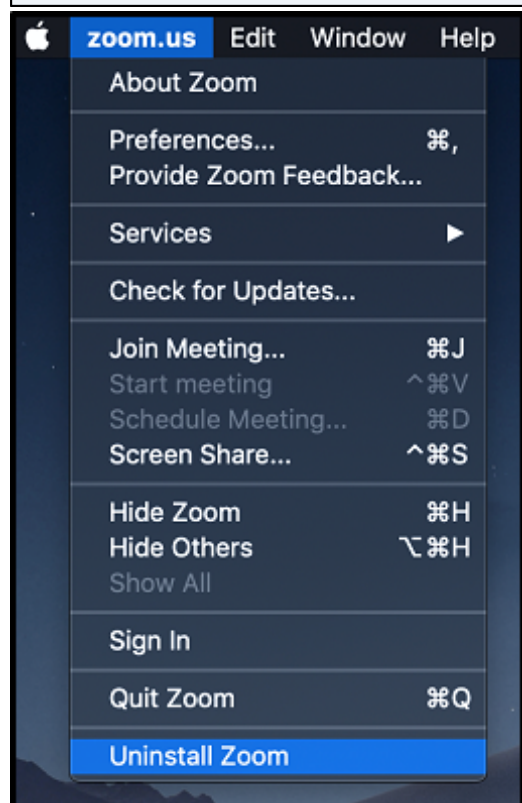 zoom.us Edit Window Help
About Zoom
Preferences... ⌘,
Provide Zoom Feedback...
Services ▶
Check for Updates...
Join Meeting... ⌘J
Start meeting ^⌘V
Schedule Meeting... ⌘D
Screen Share... ^⌘S
Hide Zoom ⌘H
Hide Others ⌥⌘H
Show All
Sign In
Quit Zoom ⌘Q
Uninstall Zoom